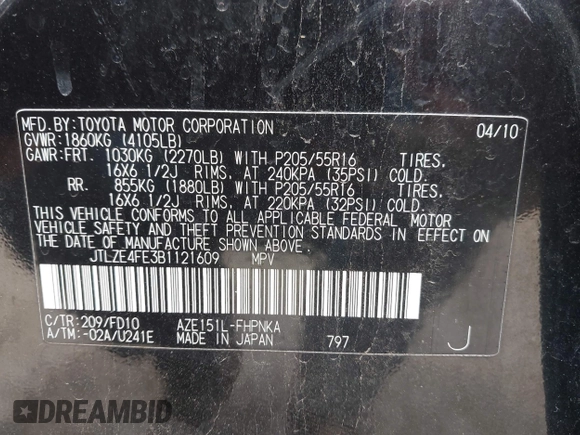 MFD.BY:TOYOTA MOTOR CORPORATION 04/10
GVWR:1860KG (4105LB)
GAWR:FRT. 1030KG (2270LB) WITH P205/55R16 TIRES,
16X6 1/2J RIMS, AT 240KPA (35PSI) COLD.
RR. 855KG (1880LB) WITH P205/55R16 TIRES,
16X6 1/2J RIMS, AT 220KPA (32PSI) COLD.
THIS VEHICLE CONFORMS TO ALL APPLICABLE FEDERAL MOTOR
VEHICLE SAFETY AND THEFT PREVENTION STANDARDS IN EFFECT ON
THE DATE OF MANUFACTURE SHOWN ABOVE.
JTLZE4FE3B1121609 MPV
C/TR:209/FD10 AZE151L-FHPNKA
A/TM:-02A/U241E MADE IN JAPAN 797 J
DREAMBID